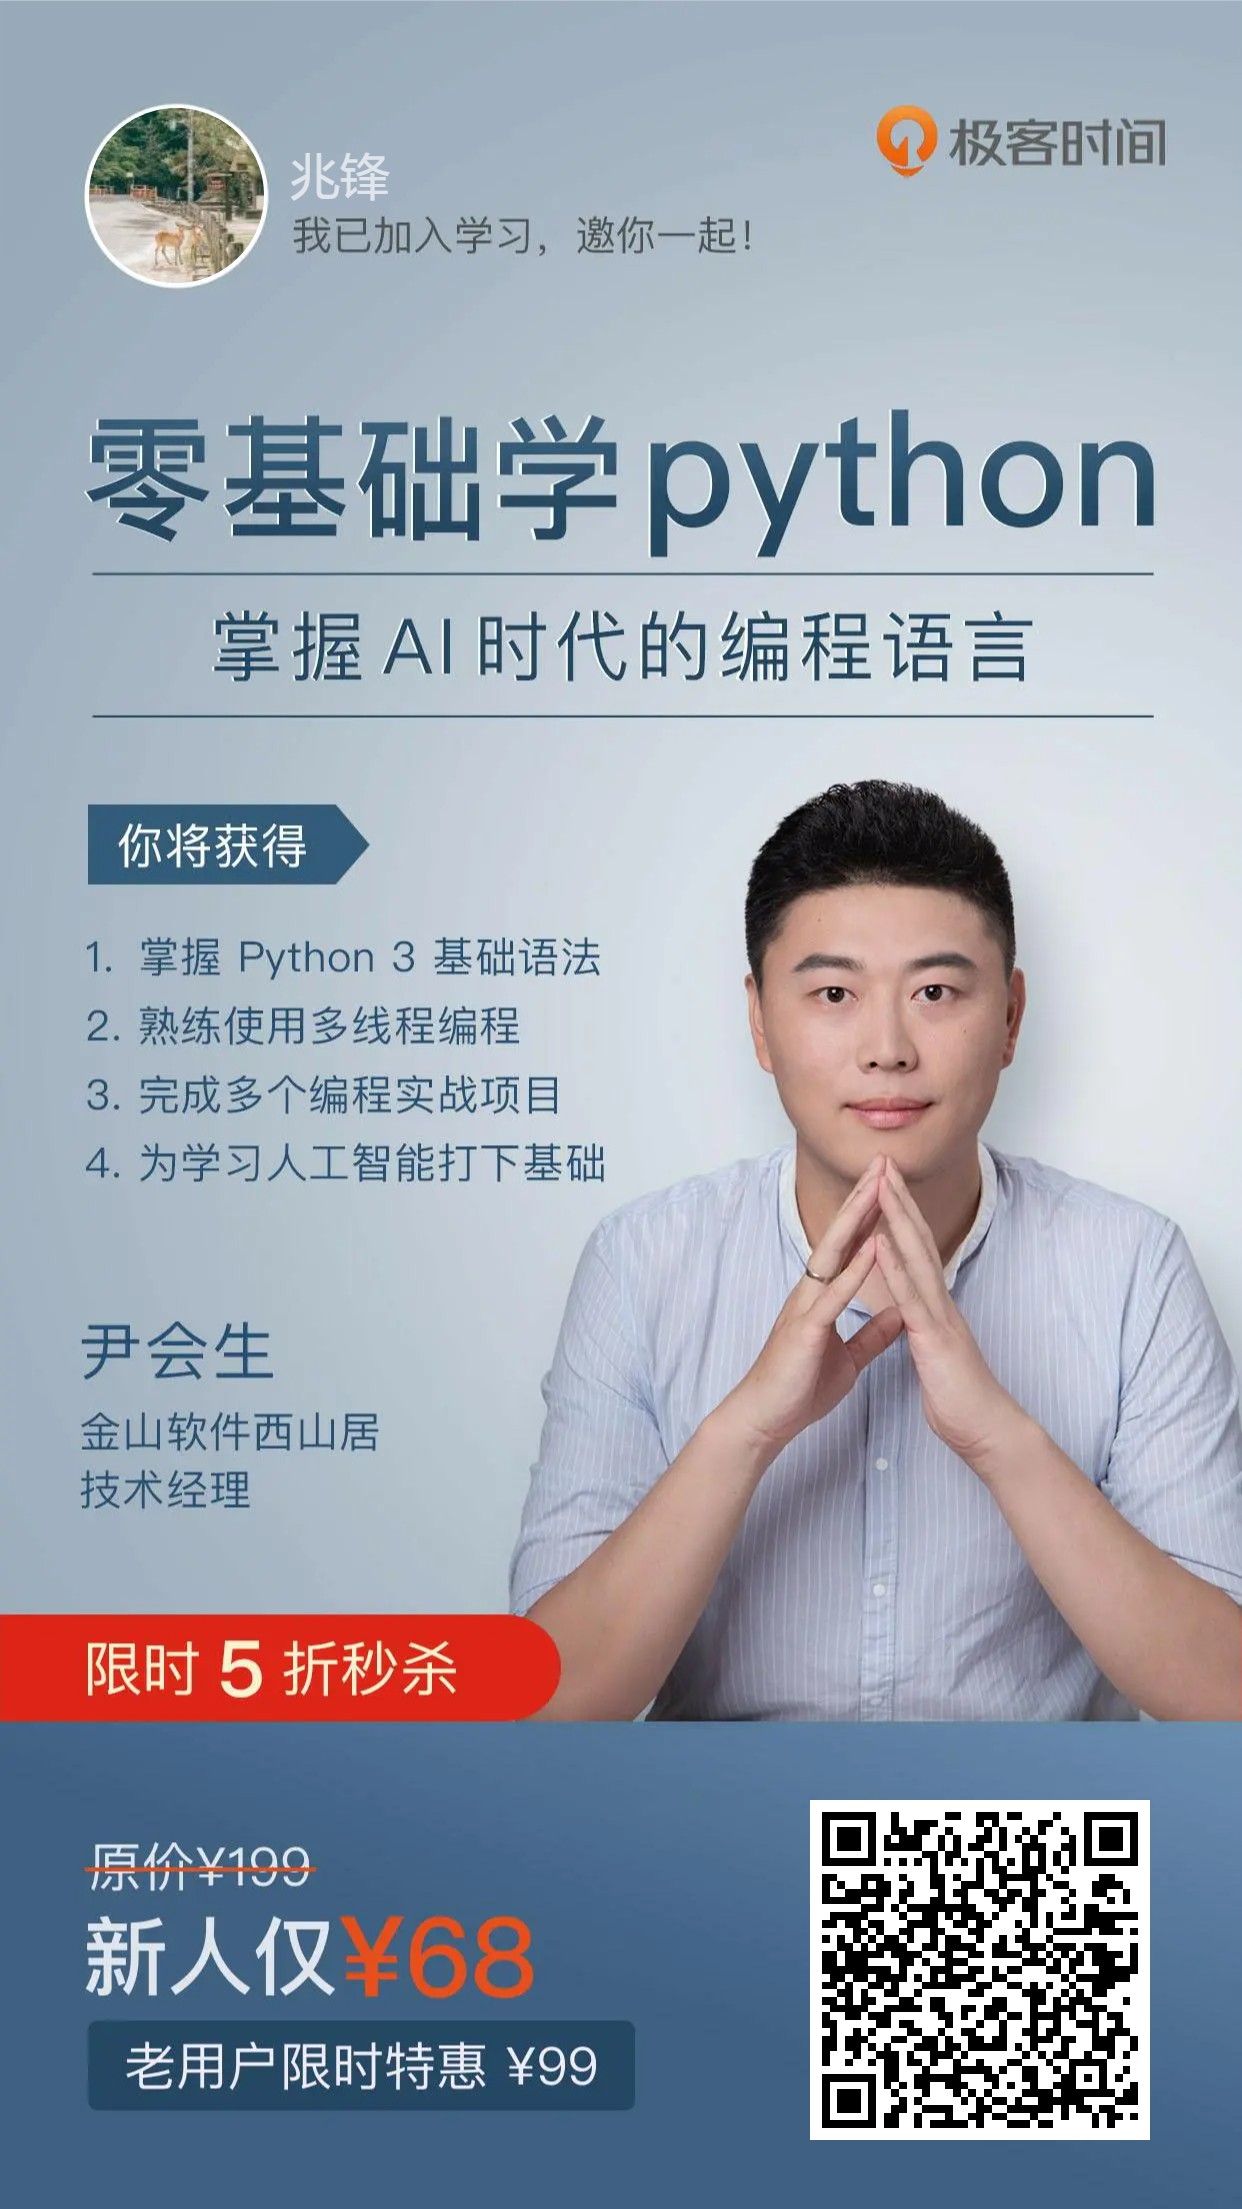 极客时间
兆锋
我已加入学习，邀你一起！
零基础学python
掌握AI时代的编程语言
你将获得
1. 掌握 Python 3 基础语法
2. 熟练使用多线程编程
3. 完成多个编程实战项目
4. 为学习人工智能打下基础
尹会生
金山软件西山居
技术经理
限时 5 折秒杀
原价¥199
新人仅¥68
老用户限时特惠 ¥99